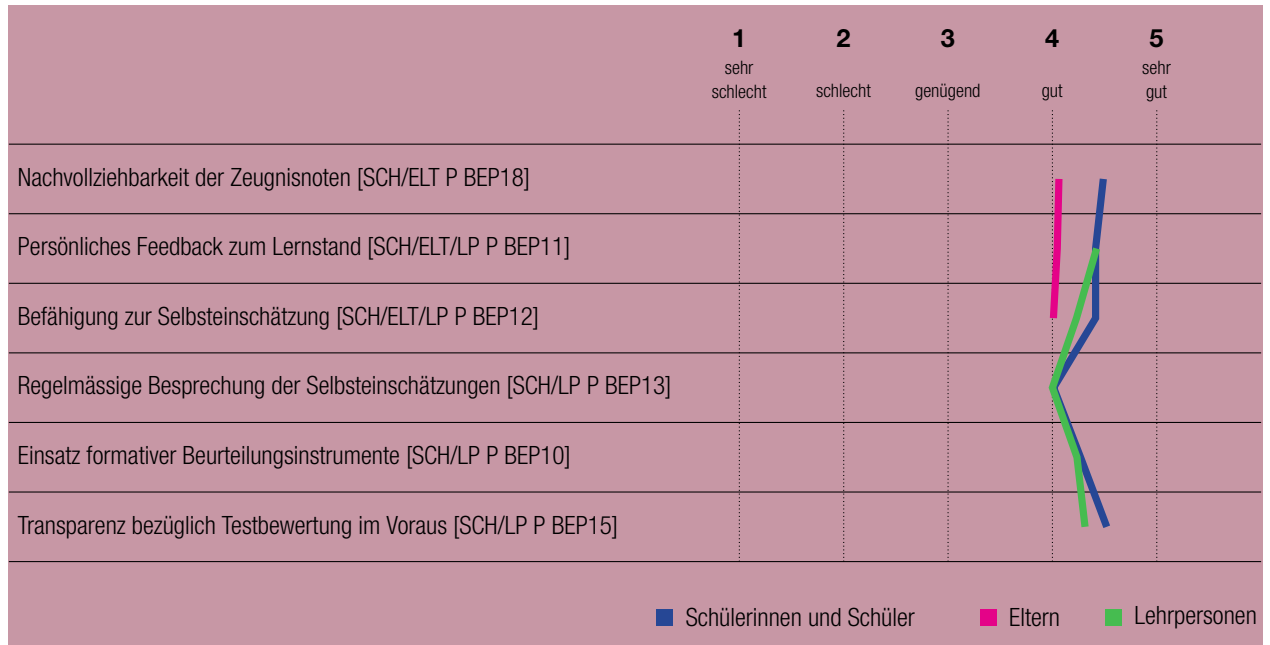 1 2 3 4 5
sehr schlecht schlecht genügend gut sehr gut
Nachvollziehbarkeit der Zeugnisnoten [SCH/ELT P BEP18]
Persönliches Feedback zum Lernstand [SCH/ELT/LP P BEP11]
Befähigung zur Selbsteinschätzung [SCH/ELT/LP P BEP12]
Regelmässige Besprechung der Selbsteinschätzungen [SCH/LP P BEP13]
Einsatz formativer Beurteilungsinstrumente [SCH/LP P BEP10]
Transparenz bezüglich Testbewertung im Voraus [SCH/LP P BEP15]
Schülerinnen und Schüler Eltern Lehrpersonen